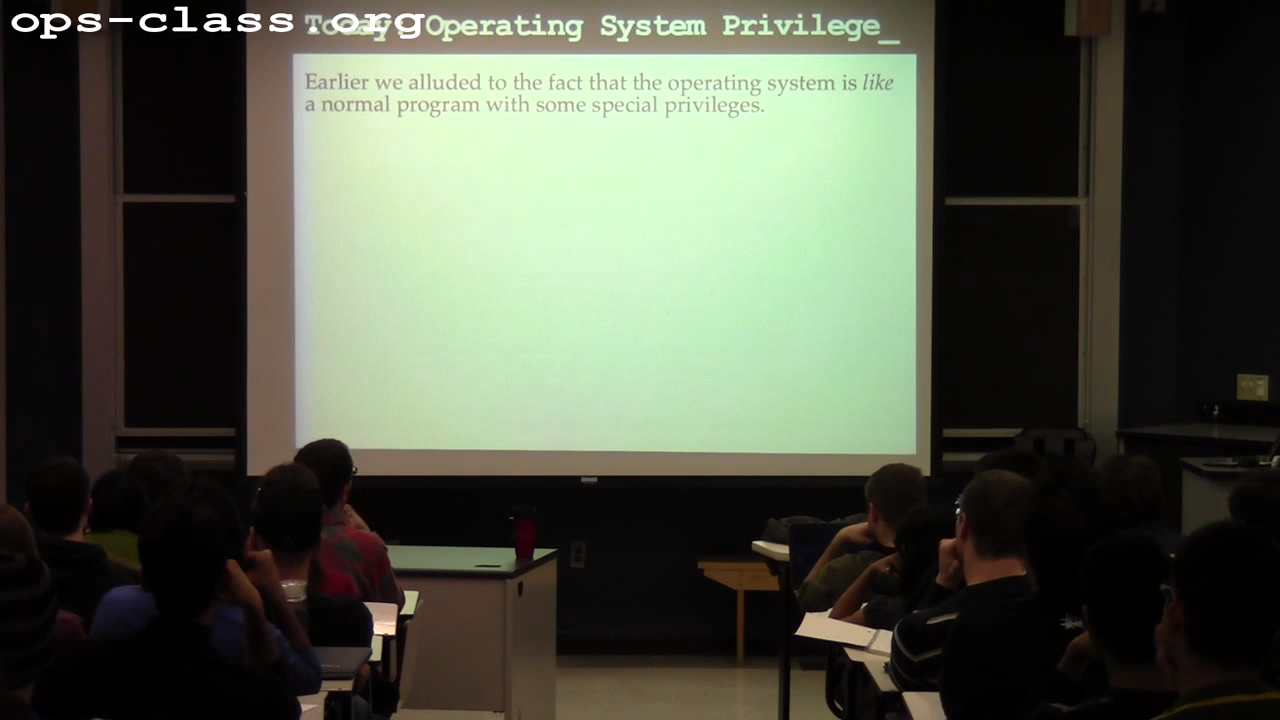 ops-class.org
Today: Operating System Privilege_
Earlier we alluded to the fact that the operating system is like
a normal program with some special privileges.